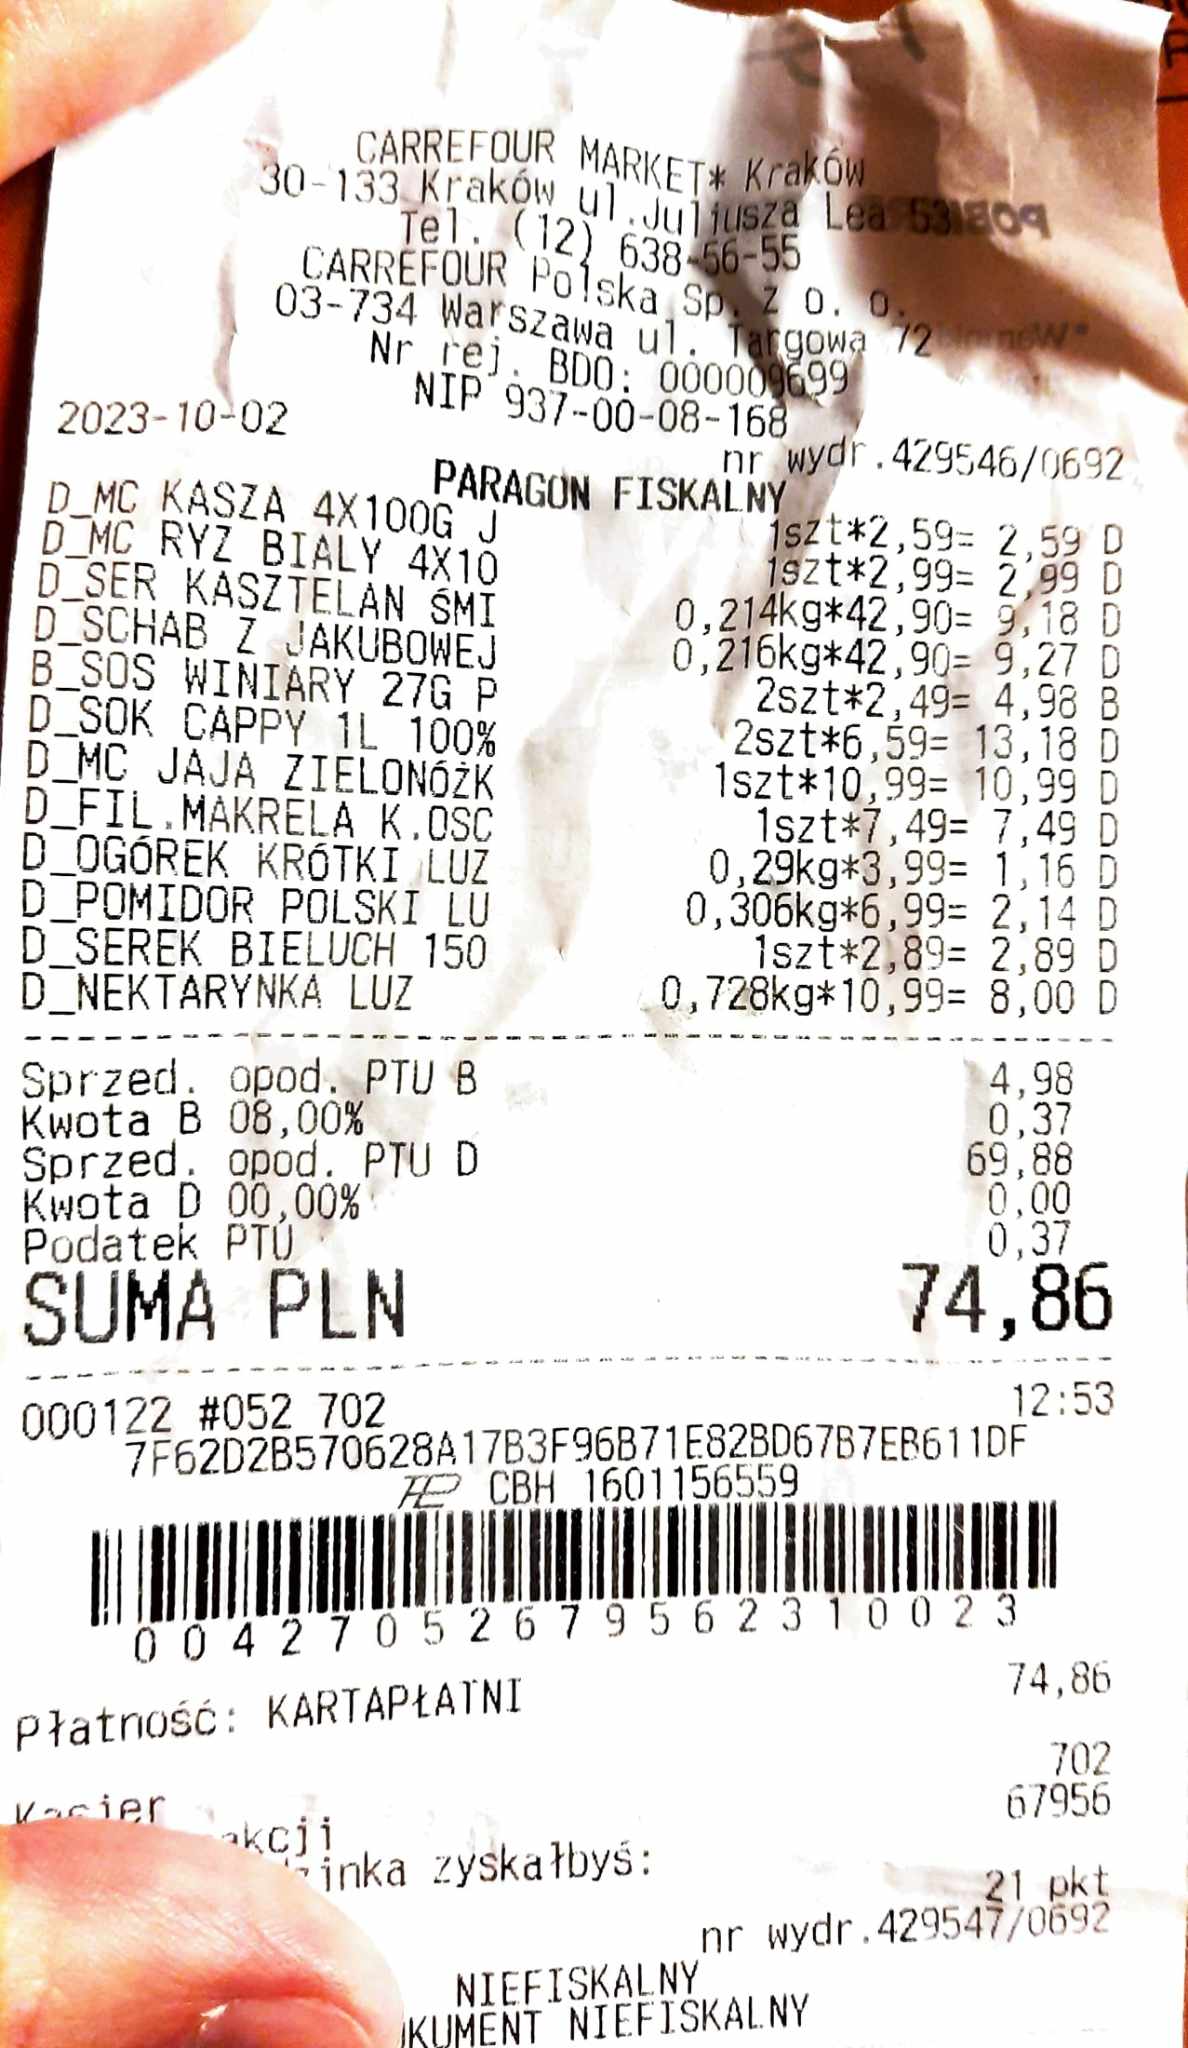 CARREFOUR MARKET* Kraków
30-133 Kraków ul.Juliusza Lea 53
Tel. (12) 638-56-55
CARREFOUR Polska Sp. z o. o.
03-734 Warszawa ul. Targowa 72
Nr rej. BDO: 000009699
NIP 937-00-08-168
2023-10-02 nr wydr.429546/0692
PARAGON FISKALNY
D_MC KASZA 4X100G J 1szt*2,59= 2,59 D
D_MC RYZ BIALY 4X10 1szt*2,99= 2,99 D
D_SER KASZTELAN ŚMI 0,214kg*42,90= 9,18 D
D_SCHAB Z JAKUBOWEJ 0,216kg*42,90= 9,27 D
B_SOS WINIARY 27G P 2szt*2,49= 4,98 B
D_SOK CAPPY 1L 100% 2szt*6,59= 13,18 D
D_MC JAJA ZIELONÓŻK 1szt*10,99= 10,99 D
D_FIL.MAKRELA K.OSC 1szt*7,49= 7,49 D
D_OGÓREK KRÓTKI LUZ 0,29kg*3,99= 1,16 D
D_POMIDOR POLSKI LU 0,306kg*6,99= 2,14 D
D_SEREK BIELUCH 150 1szt*2,89= 2,89 D
D_NEKTARYNKA LUZ 0,728kg*10,99= 8,00 D
Sprzed. opod. PTU B 4,98
Kwota B 08,00% 0,37
Sprzed. opod. PTU D 69,88
Kwota D 00,00% 0,00
Podatek PTU 0,37
SUMA PLN 74,86
000122 #052 702 12:53
7F62D2B570628A17B3F96B71E82BD67B7EB611DF
CBH 1601156559
00427052679562310023
Płatność: KARTAPŁATNI 74,86
Kasjer 702
akcji 67956
zinka zyskałbyś:
21 pkt
nr wydr.429547/0692
NIEFISKALNY
KUMENT NIEFISKALNY